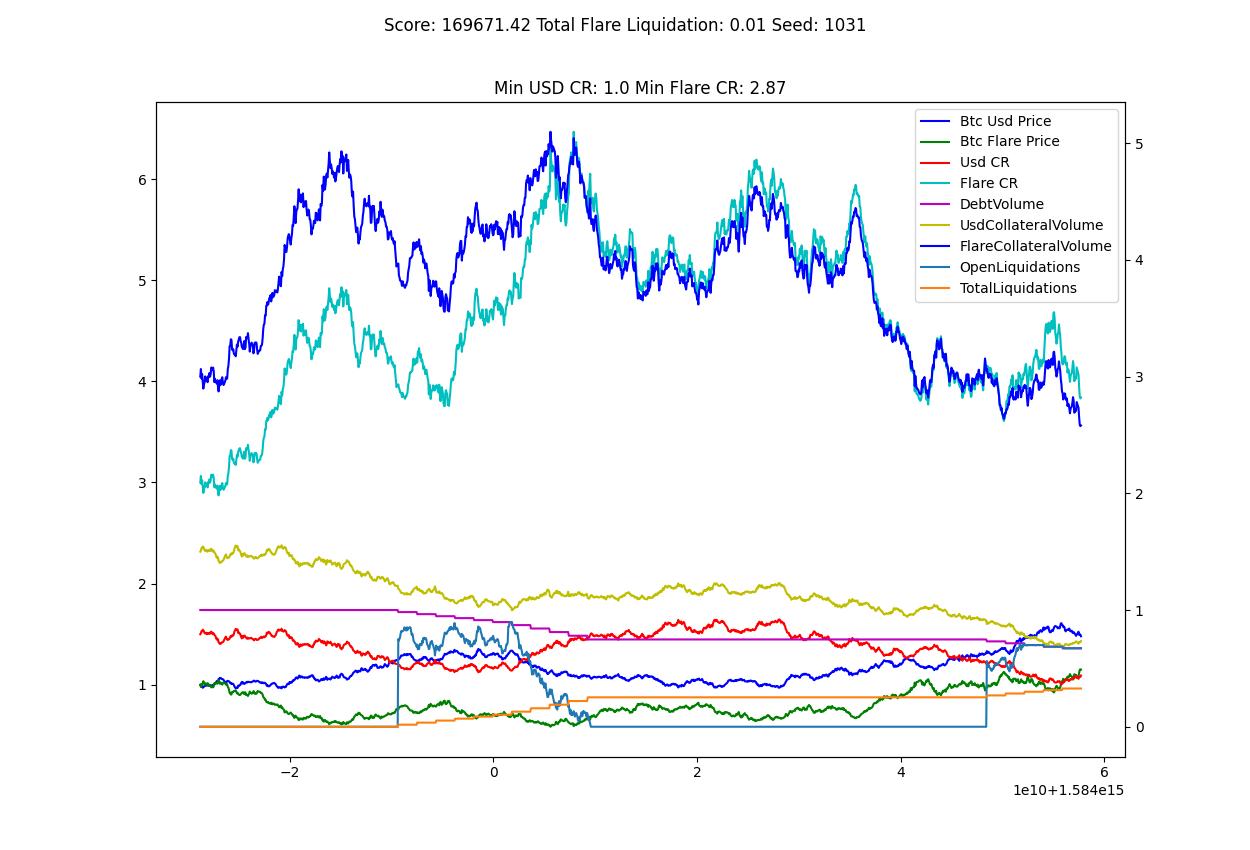 Score: 169671.42 Total Flare Liquidation: 0.01 Seed: 1031
Min USD CR: 1.0 Min Flare CR: 2.87
Btc Usd Price
Btc Flare Price
Usd CR
Flare CR
DebtVolume
UsdCollateralVolume
FlareCollateralVolume
OpenLiquidations
TotalLiquidations
6
5
4
3
2
1
5
4
3
2
1
0
−2
0
2
4
6
1e10+1.584e15